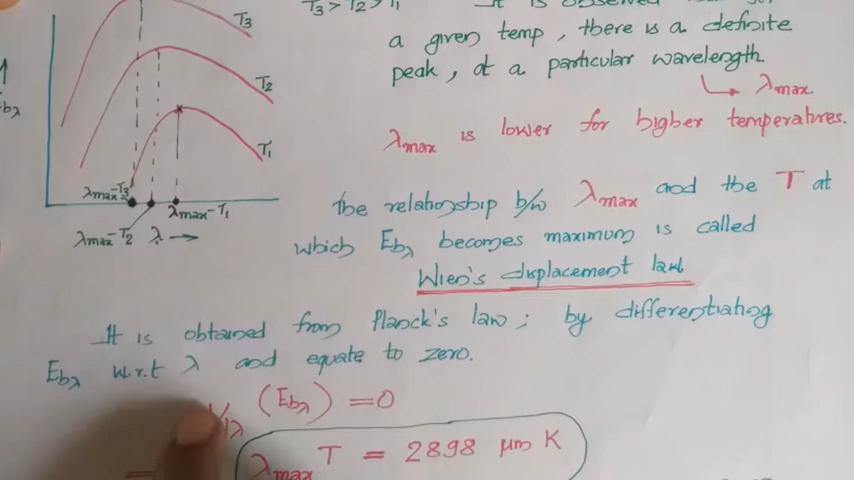 T3 > T2 > T1
It is observed
a given temp, there is a definite
peak, at a particular wavelength.
λmax.
λmax is lower for higher temperatures.
the relationship b/w λmax and the T at
which Ebλ becomes maximum is called
Wien's displacement law
It is obtained from Planck's law; by differentiating
Ebλ w.r.t λ and equate to zero.
(Ebλ) = 0
λmax T = 2898 μm K
Ebλ
T3
T2
T1
λmax-T3
λmax-T1
λmax-T2
λ →